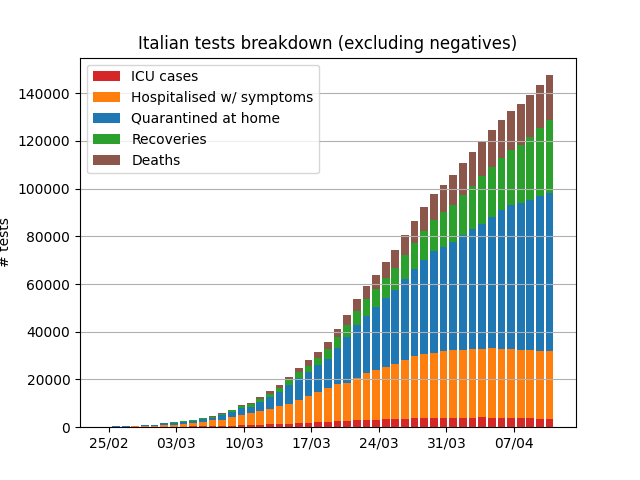 Italian tests breakdown (excluding negatives)
ICU cases
Hospitalised w/ symptoms
Quarantined at home
Recoveries
Deaths
# tests
140000
120000
100000
80000
60000
40000
20000
0
25/02 03/03 10/03 17/03 24/03 31/03 07/04